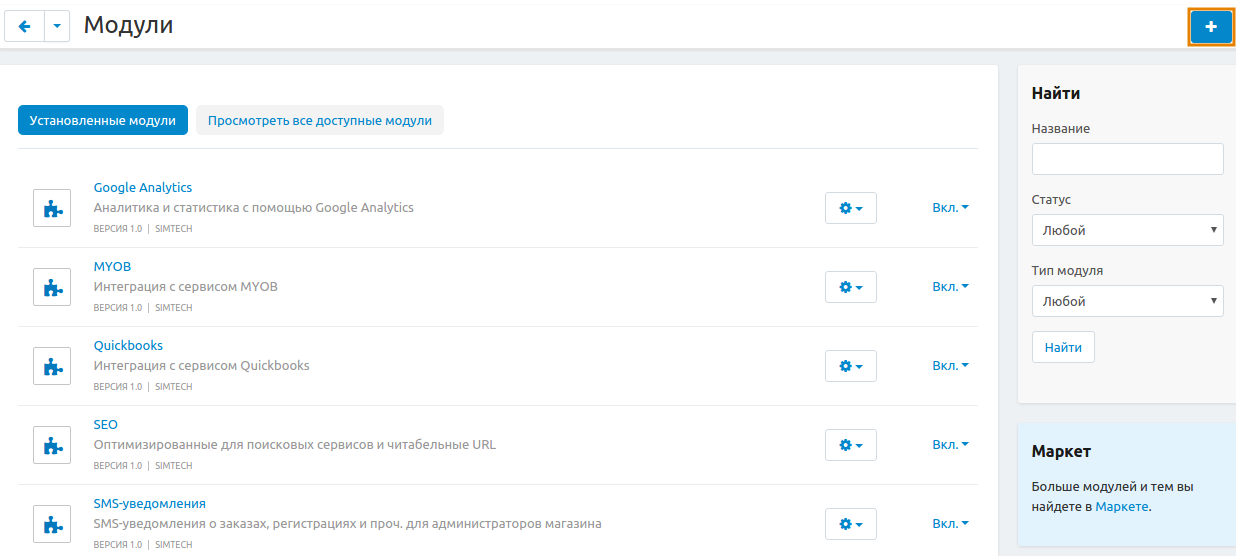 Модули
Установленные модули
Просмотреть все доступные модули
Google Analytics
Аналитика и статистика с помощью Google Analytics
ВЕРСИЯ 1.0 | SIMTECH
Вкл.
MYOB
Интеграция с сервисом MYOB
ВЕРСИЯ 1.0 | SIMTECH
Вкл.
Quickbooks
Интеграция с сервисом Quickbooks
ВЕРСИЯ 1.0 | SIMTECH
Вкл.
SEO
Оптимизированные для поисковых сервисов и читабельные URL
ВЕРСИЯ 1.0 | SIMTECH
Вкл.
SMS-уведомления
SMS-уведомления о заказах, регистрациях и проч. для администраторов магазина
ВЕРСИЯ 1.0 | SIMTECH
Вкл.
Найти
Название
Статус
Любой
Тип модуля
Любой
Найти
Маркет
Больше модулей и тем вы
найдете в Маркете.